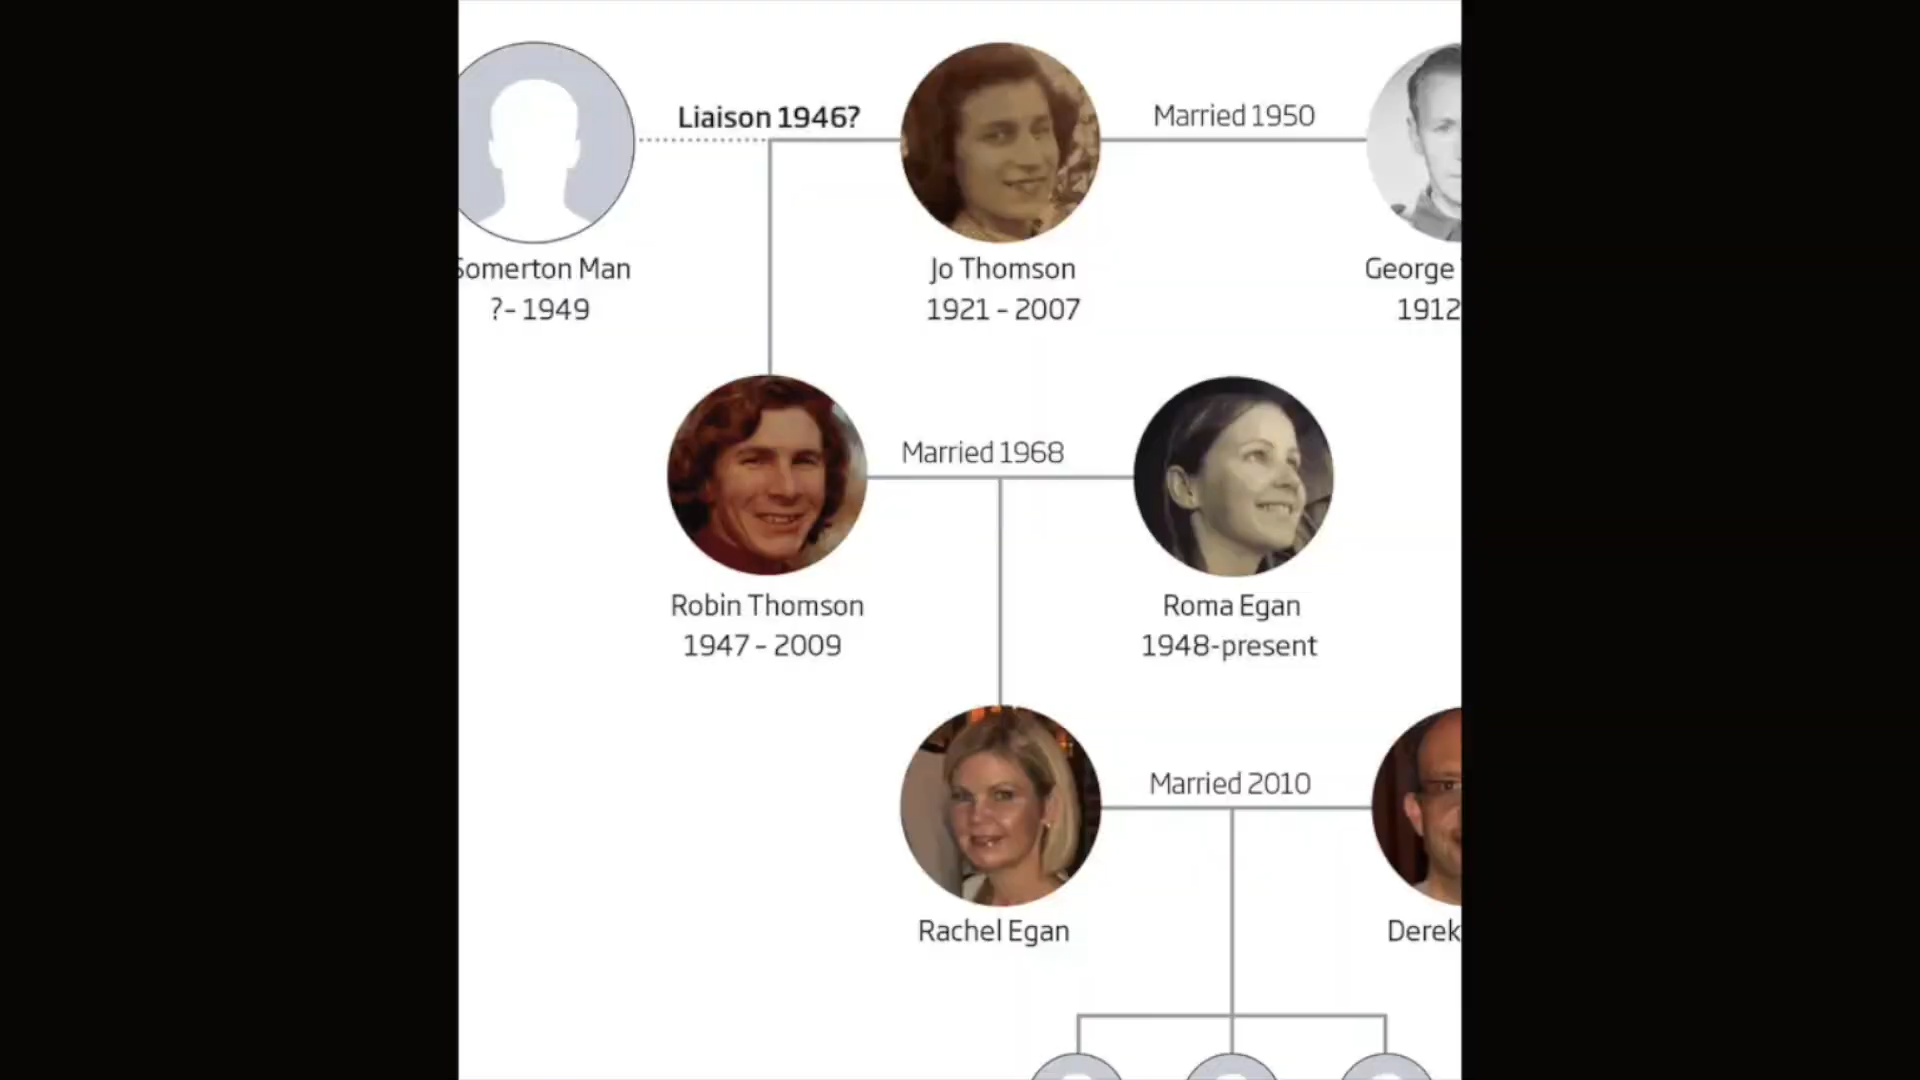 Liaison 1946?
Married 1950
Somerton Man
?- 1949
Jo Thomson
1921 - 2007
George
1912
Married 1968
Robin Thomson
1947 - 2009
Roma Egan
1948-present
Married 2010
Rachel Egan
Derek